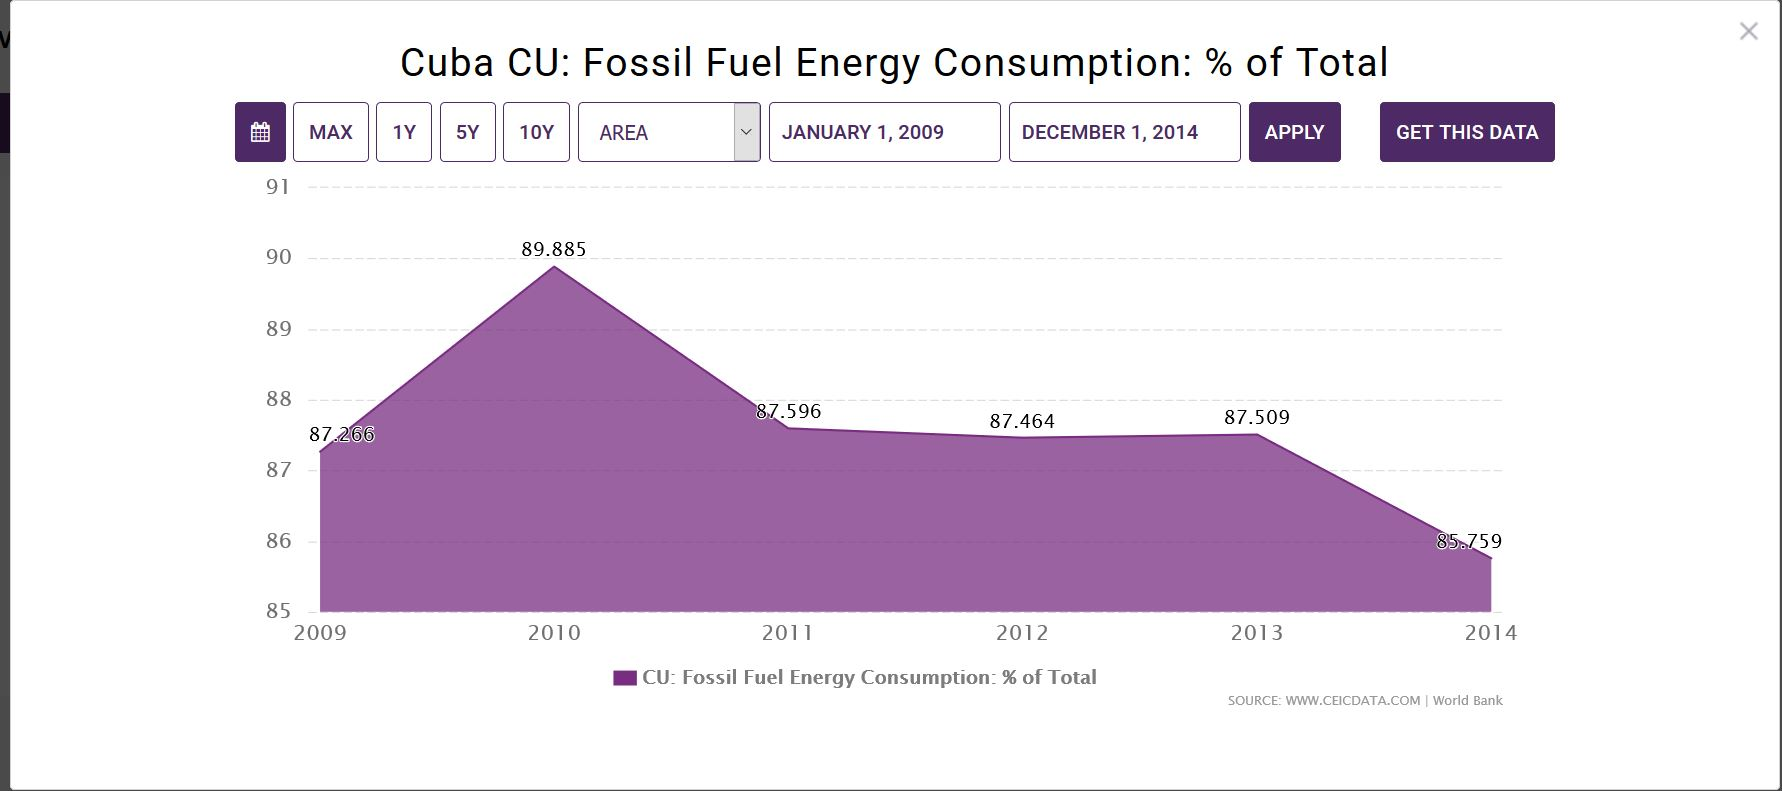 Cuba CU: Fossil Fuel Energy Consumption: % of Total
MAX 1Y 5Y 10Y AREA JANUARY 1, 2009 DECEMBER 1, 2014 APPLY GET THIS DATA
91
90
89
88
87
86
85
87.266
89.885
87.596
87.464
87.509
85.759
2009 2010 2011 2012 2013 2014
CU: Fossil Fuel Energy Consumption: % of Total
SOURCE: WWW.CEICDATA.COM | World Bank